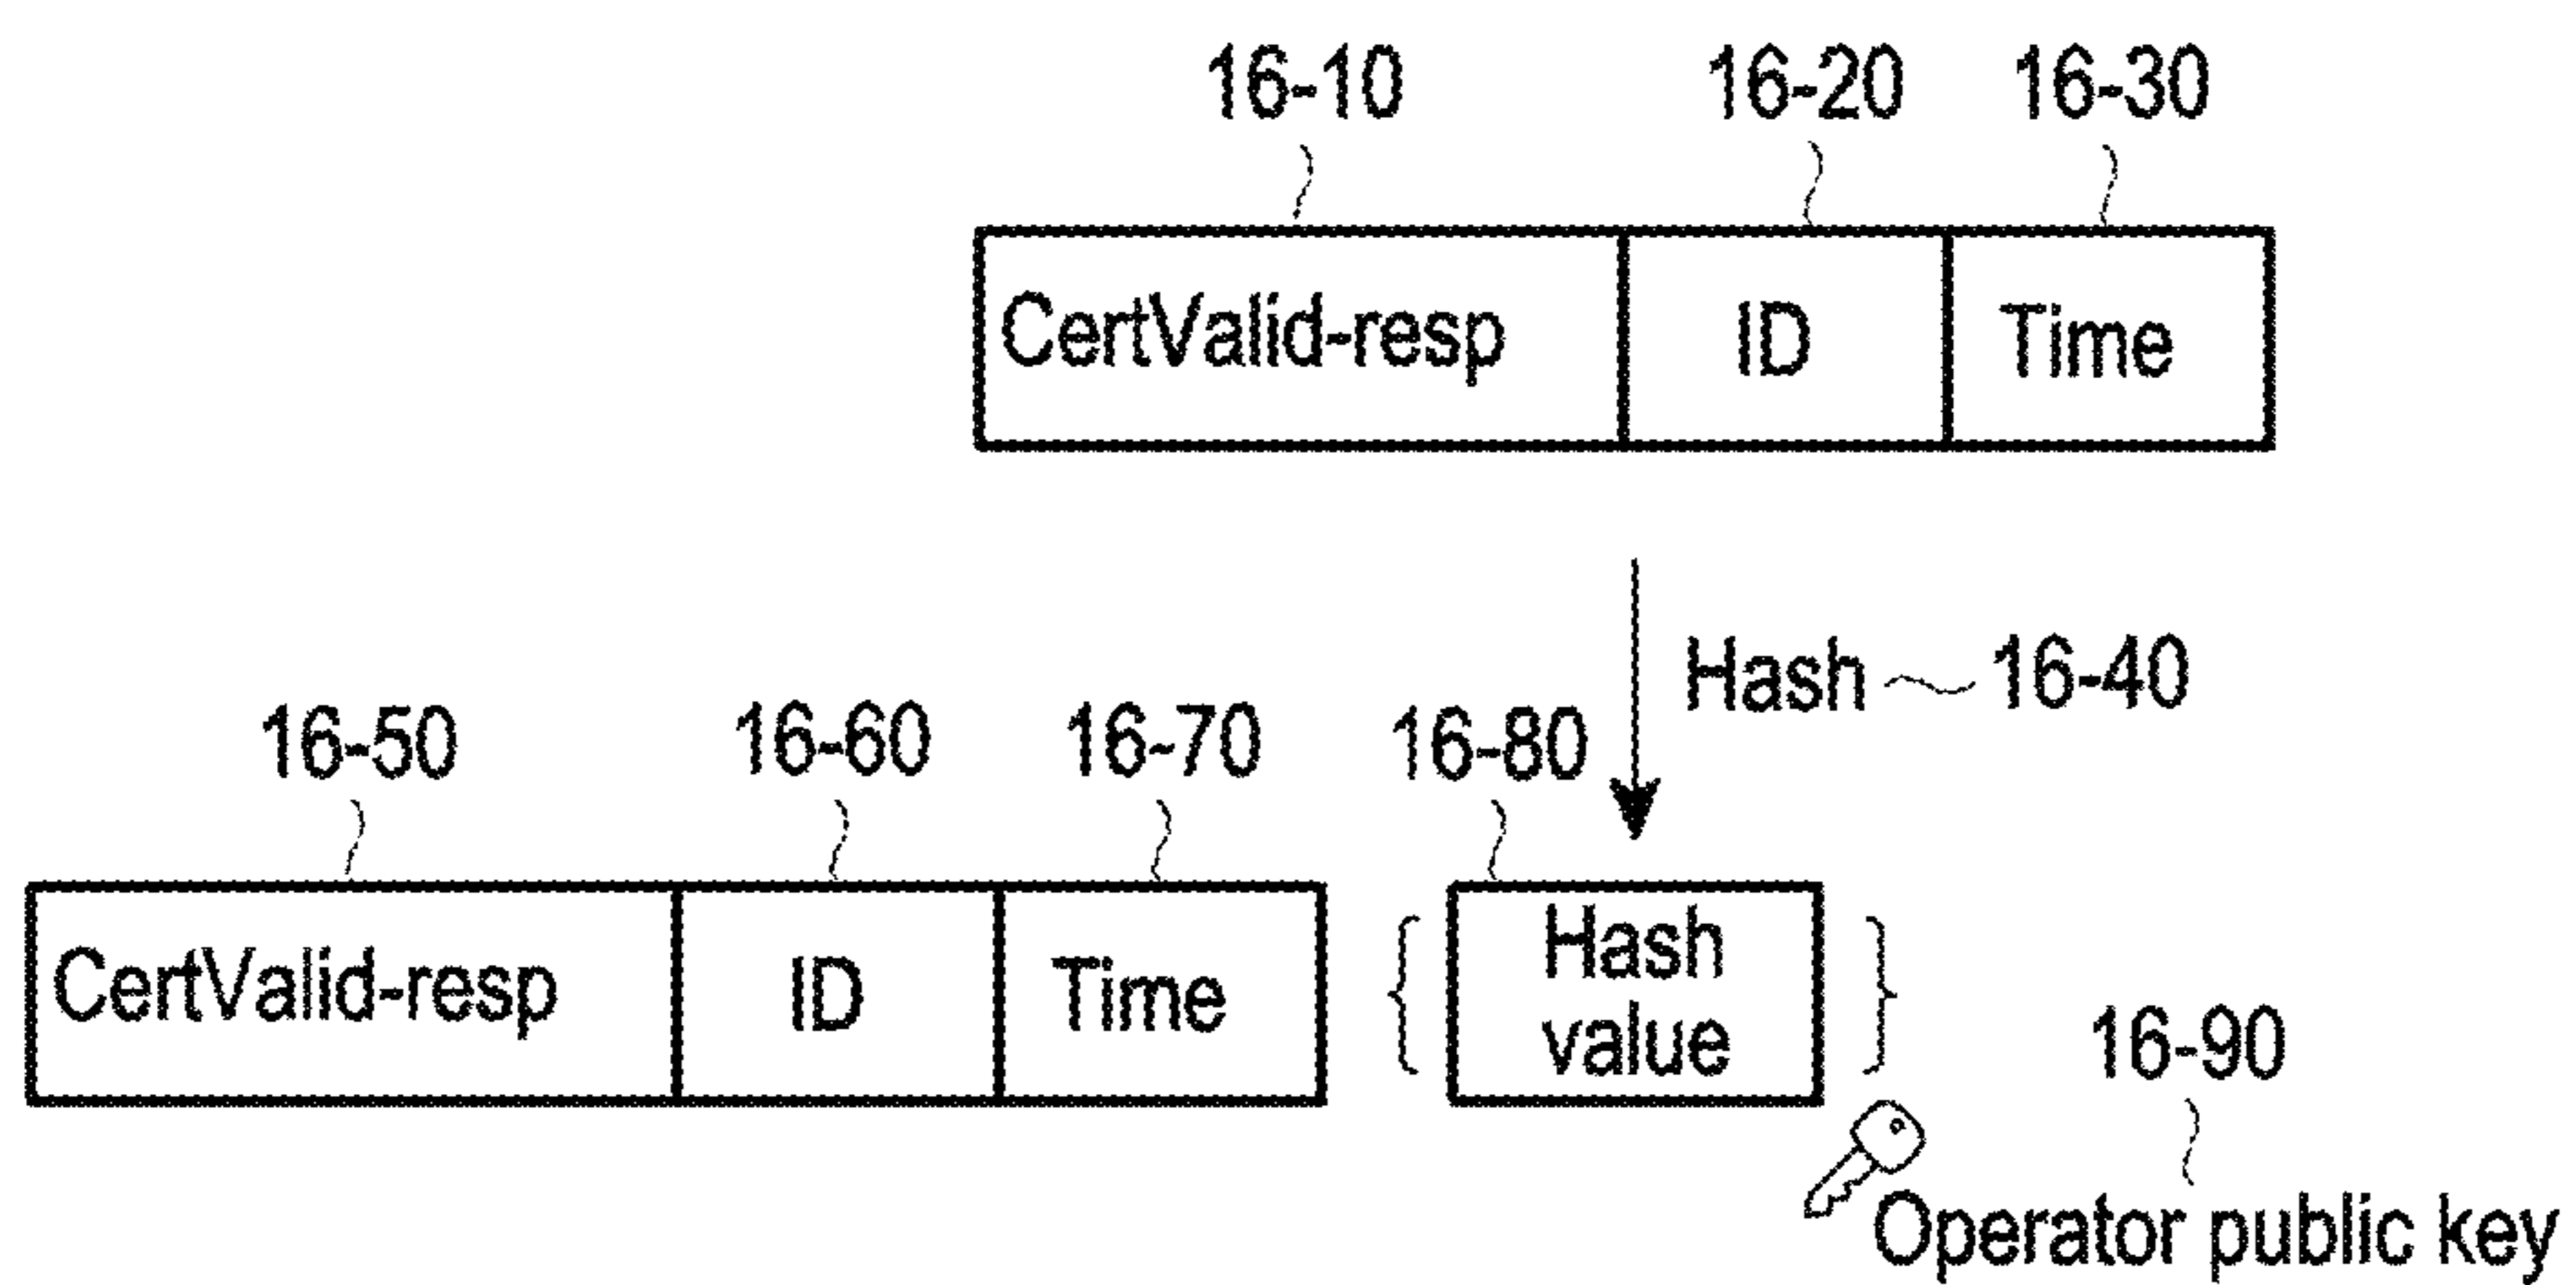 16-10 16-20 16-30
CertValid-resp ID Time
Hash 16-40
16-50 16-60 16-70 16-80
CertValid-resp ID Time
Hash
value
16-90
Operator public key